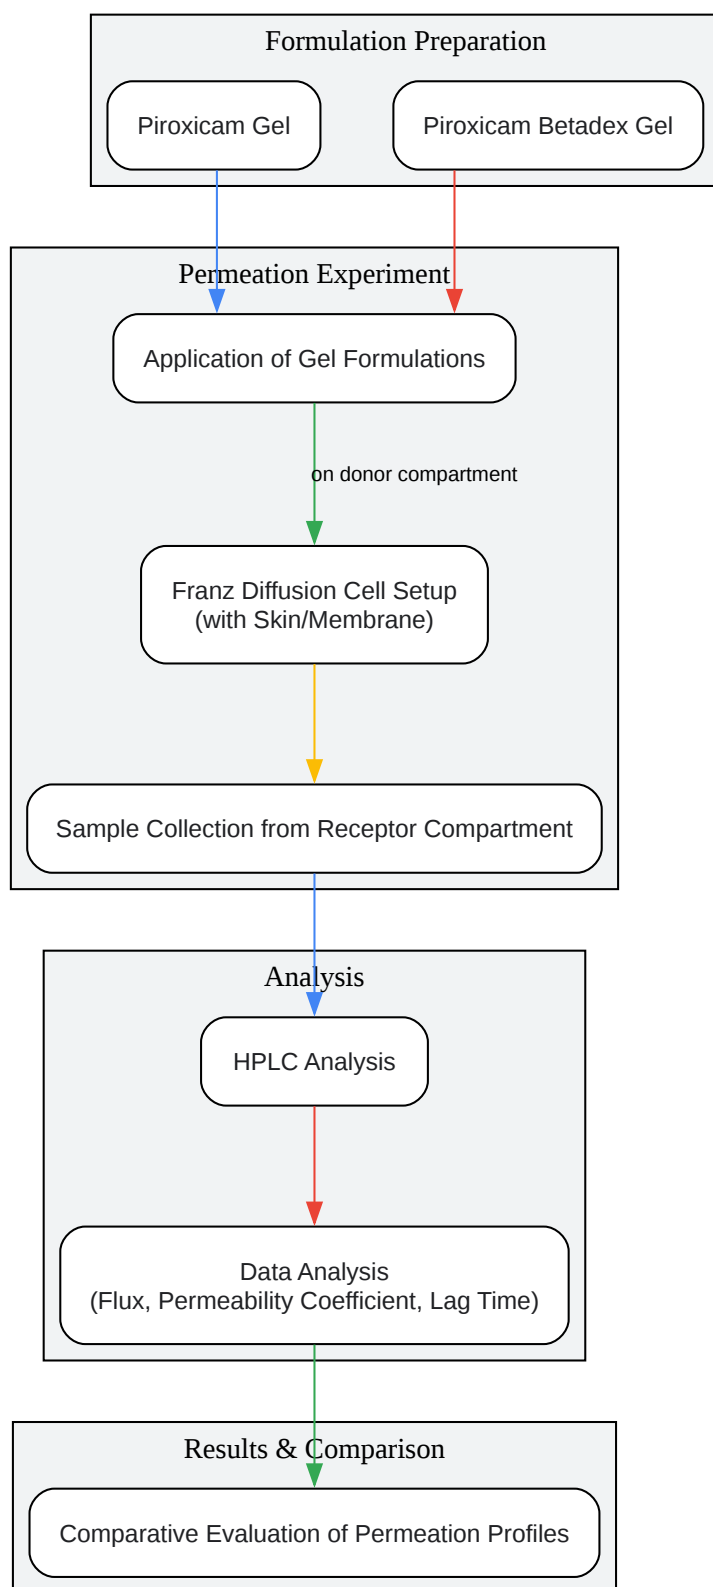 Formulation Preparation
Piroxicam Gel
Piroxicam Betadex Gel
Permeation Experiment
Application of Gel Formulations
on donor compartment
Franz Diffusion Cell Setup
(with Skin/Membrane)
Sample Collection from Receptor Compartment
Analysis
HPLC Analysis
Data Analysis
(Flux, Permeability Coefficient, Lag Time)
Results & Comparison
Comparative Evaluation of Permeation Profiles